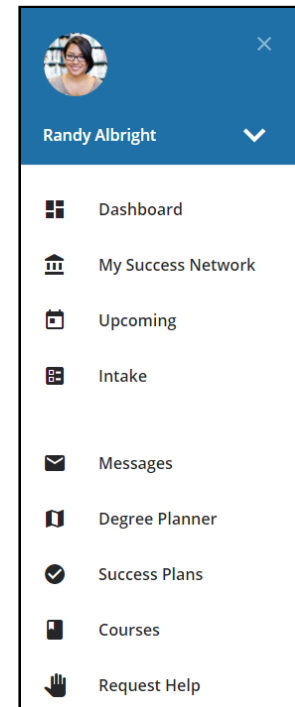 Randy Albright
Dashboard
My Success Network
Upcoming
Intake
Messages
Degree Planner
Success Plans
Courses
Request Help